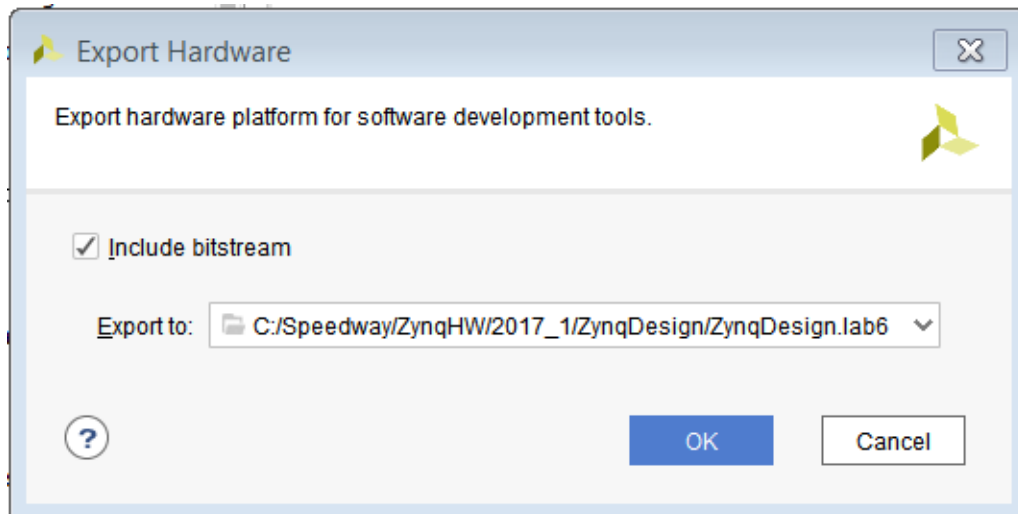 Export Hardware
Export hardware platform for software development tools.
Include bitstream
Export to: C:/Speedway/ZynqHW/2017_1/ZynqDesign/ZynqDesign.lab6
?
OK Cancel